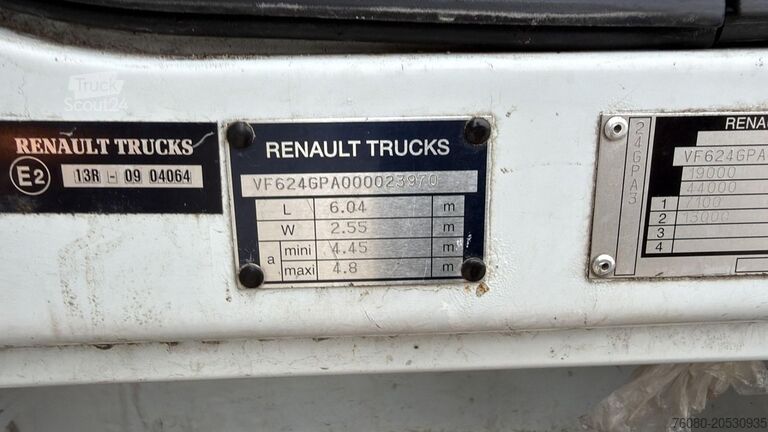 Truck
Scout24
RENAULT TRUCKS
E2
13R - 09 04064
RENAULT TRUCKS
VF624GPA000023970
L 6.04 m
W 2.55 m
a mini 4.45 m
maxi 4.8 m
24GPA3
RENA
VF624GPA
19000
44000
1 7100
2 13000
3
4
76080-20530935